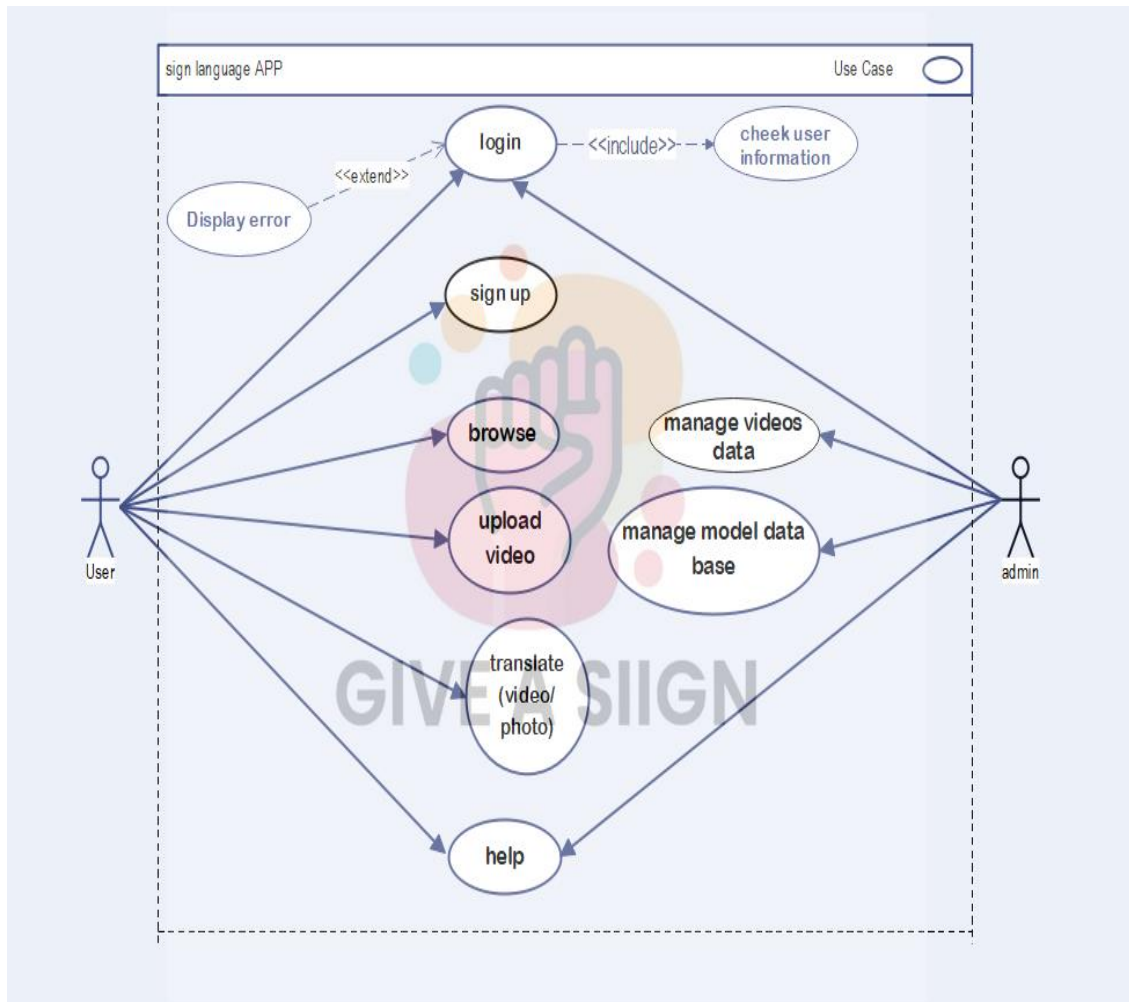 sign language APP
Use Case
login
<<include>>
cheek user
information
<<extend>>
Display error
sign up
browse
manage videos
data
upload
video
manage model data
base
User
admin
translate
(video/
photo)
GIVE A SIIGN
help